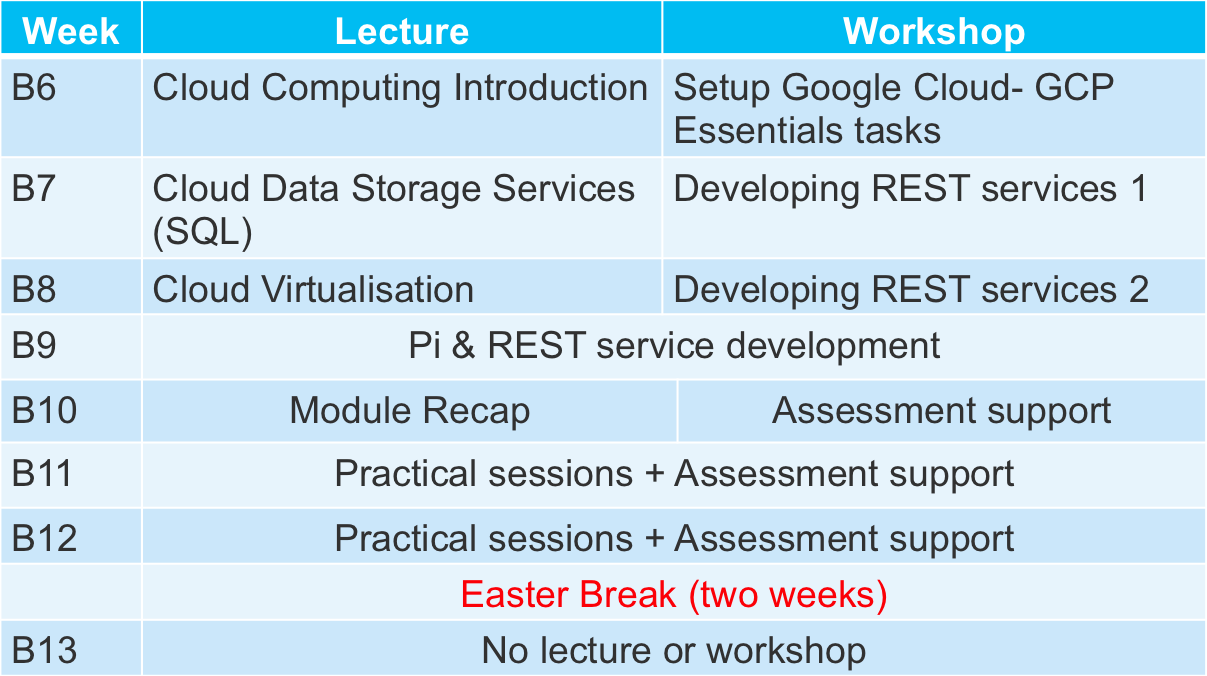 Week Lecture Workshop
B6 Cloud Computing Introduction Setup Google Cloud- GCP
Essentials tasks
B7 Cloud Data Storage Services Developing REST services 1
(SQL)
B8 Cloud Virtualisation Developing REST services 2
B9 Pi & REST service development
B10 Module Recap Assessment support
B11 Practical sessions + Assessment support
B12 Practical sessions + Assessment support
Easter Break (two weeks)
B13 No lecture or workshop